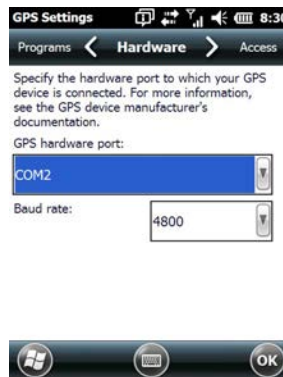 GPS Settings 8:30
Programs Hardware Access
Specify the hardware port to which your GPS
device is connected. For more information,
see the GPS device manufacturer's
documentation.
GPS hardware port:
COM2
Baud rate:
4800
OK